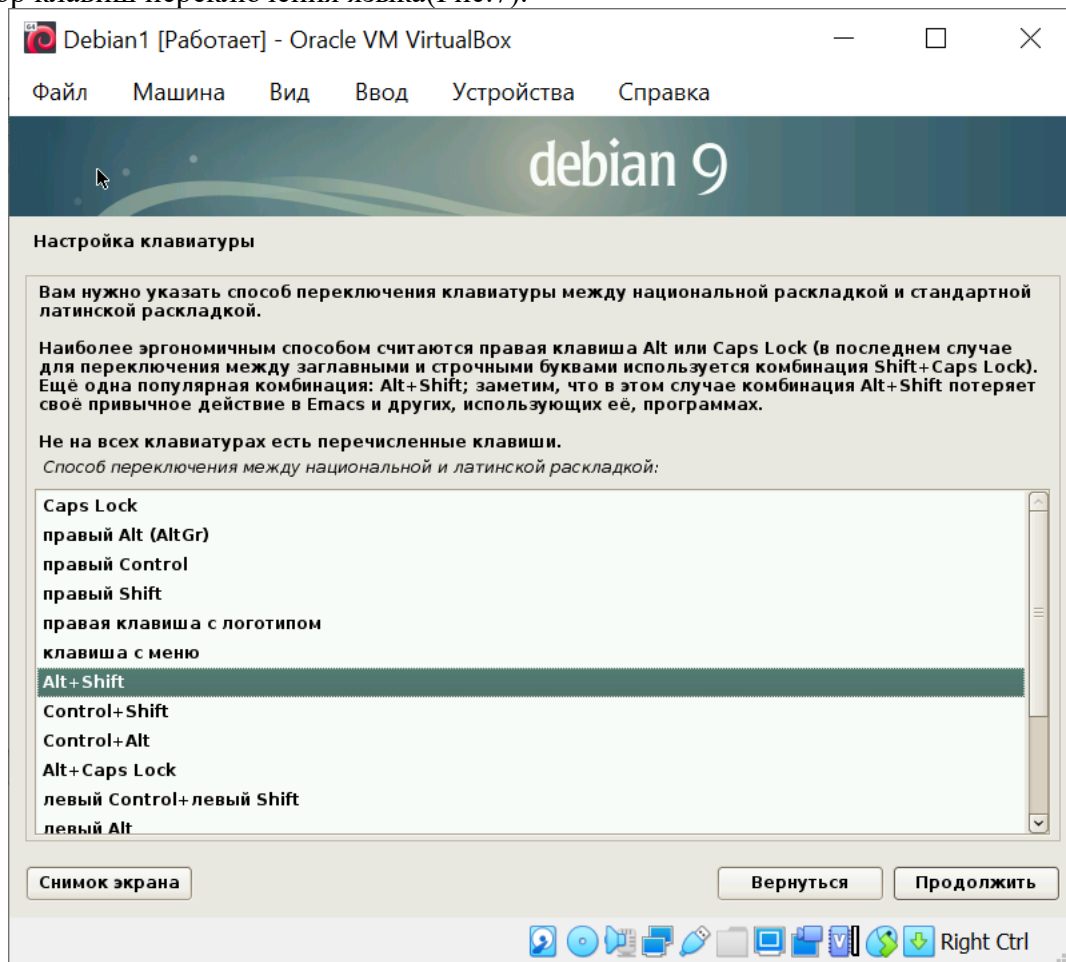 ор клавиш переключения языка(Рис.7).
Debian1 [Работает] - Oracle VM VirtualBox
Файл Машина Вид Ввод Устройства Справка
debian 9
Настройка клавиатуры
Вам нужно указать способ переключения клавиатуры между национальной раскладкой и стандартной
латинской раскладкой.
Наиболее эргономичным способом считаются правая клавиша Alt или Caps Lock (в последнем случае
для переключения между заглавными и строчными буквами используется комбинация Shift+Caps Lock).
Ещё одна популярная комбинация: Alt+Shift; заметим, что в этом случае комбинация Alt+Shift потеряет
своё привычное действие в Emacs и других, использующих её, программах.
Не на всех клавиатурах есть перечисленные клавиши.
Способ переключения между национальной и латинской раскладкой:
Caps Lock
правый Alt (AltGr)
правый Control
правый Shift
правая клавиша с логотипом
клавиша с меню
Alt+Shift
Control+Shift
Control+Alt
Alt+Caps Lock
левый Control+левый Shift
левый Alt
Снимок экрана Вернуться Продолжить
Right Ctrl